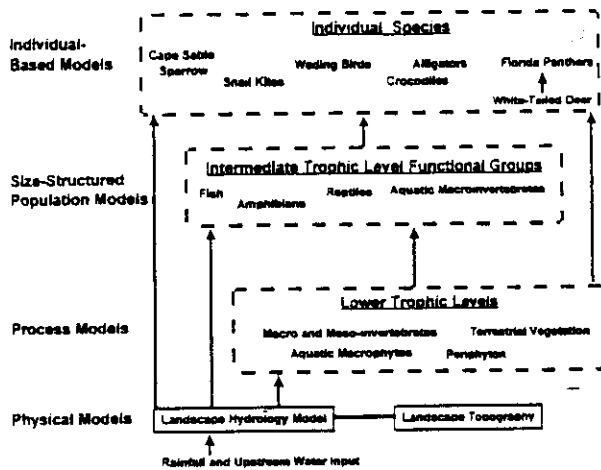 Individual-
Based Models
Individual Species
Cape Sable
Sparrow
Snail Kites
Wading Birds
Alligators
Crocodiles
Florida Panthers
White-Tailed Deer
Size-Structured
Population Models
Intermediate Trophic Level Functional Groups
Fish
Amphibians
Reptiles
Aquatic Macroinvertebrates
Process Models
Lower Trophic Levels
Macro and Meso-invertebrates
Terrestrial Vegetation
Aquatic Macrophytes
Periphyton
Physical Models
Landscape Hydrology Model
Landscape Topography
Rainfall and Upstream Water Input